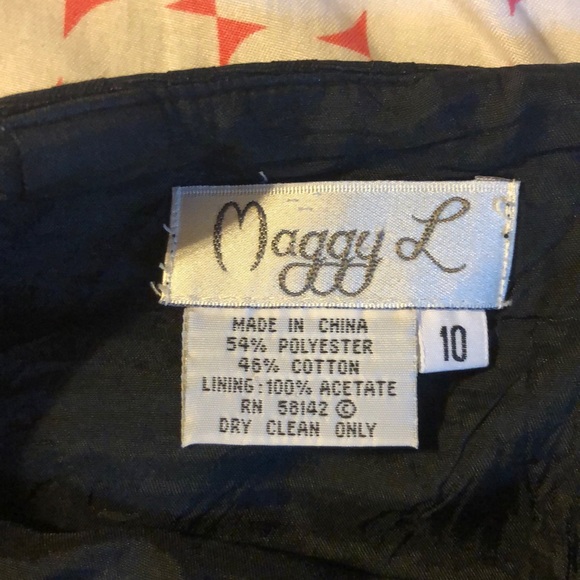 Maggy L
MADE IN CHINA
54% POLYESTER
46% COTTON
LINING: 100% ACETATE
RN 58142 ©
DRY CLEAN ONLY
10